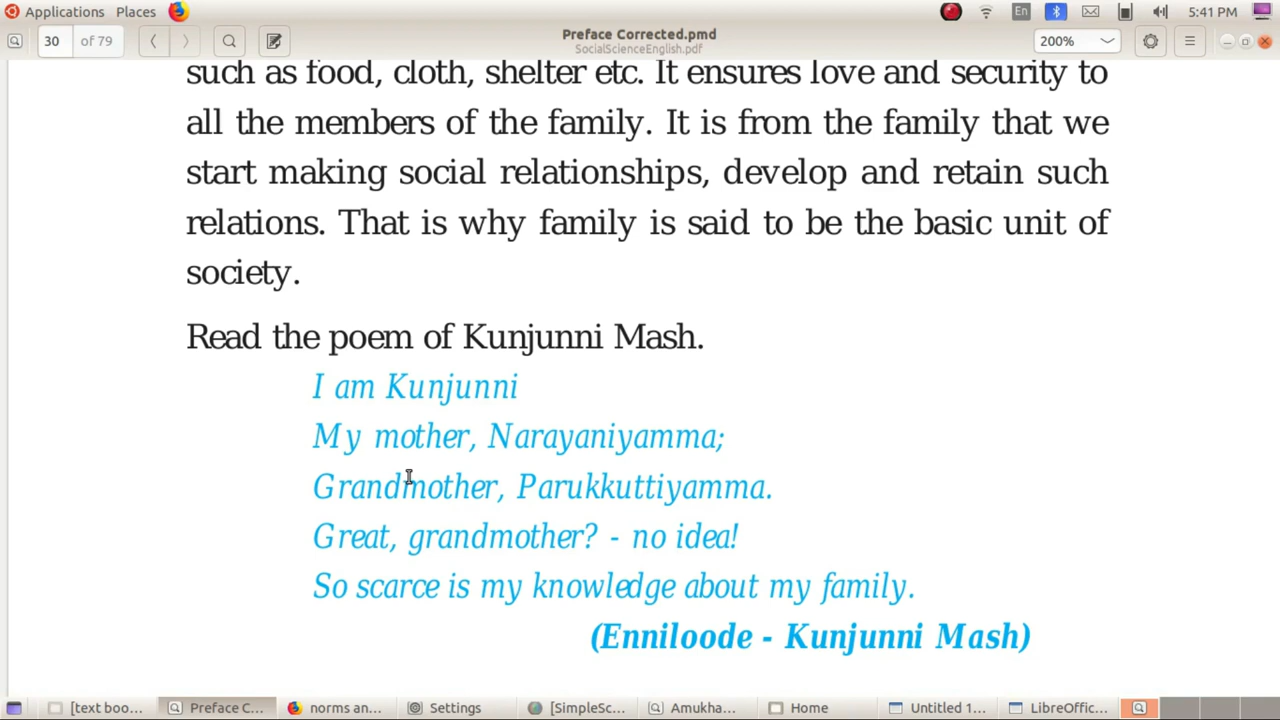 Applications Places En 5:41 PM
30 of 79 Preface Corrected.pmd 200%
SocialScienceEnglish.pdf
such as food, cloth, shelter etc. It ensures love and security to
all the members of the family. It is from the family that we
start making social relationships, develop and retain such
relations. That is why family is said to be the basic unit of
society.
Read the poem of Kunjunni Mash.
I am Kunjunni
My mother, Narayaniyamma;
Grandmother, Parukkuttiyamma.
Great, grandmother? - no idea!
So scarce is my knowledge about my family.
(Enniloode - Kunjunni Mash)
[text boo... Preface C... norms an... Settings [SimpleSc... Amukha... Home Untitled 1... LibreOffic...